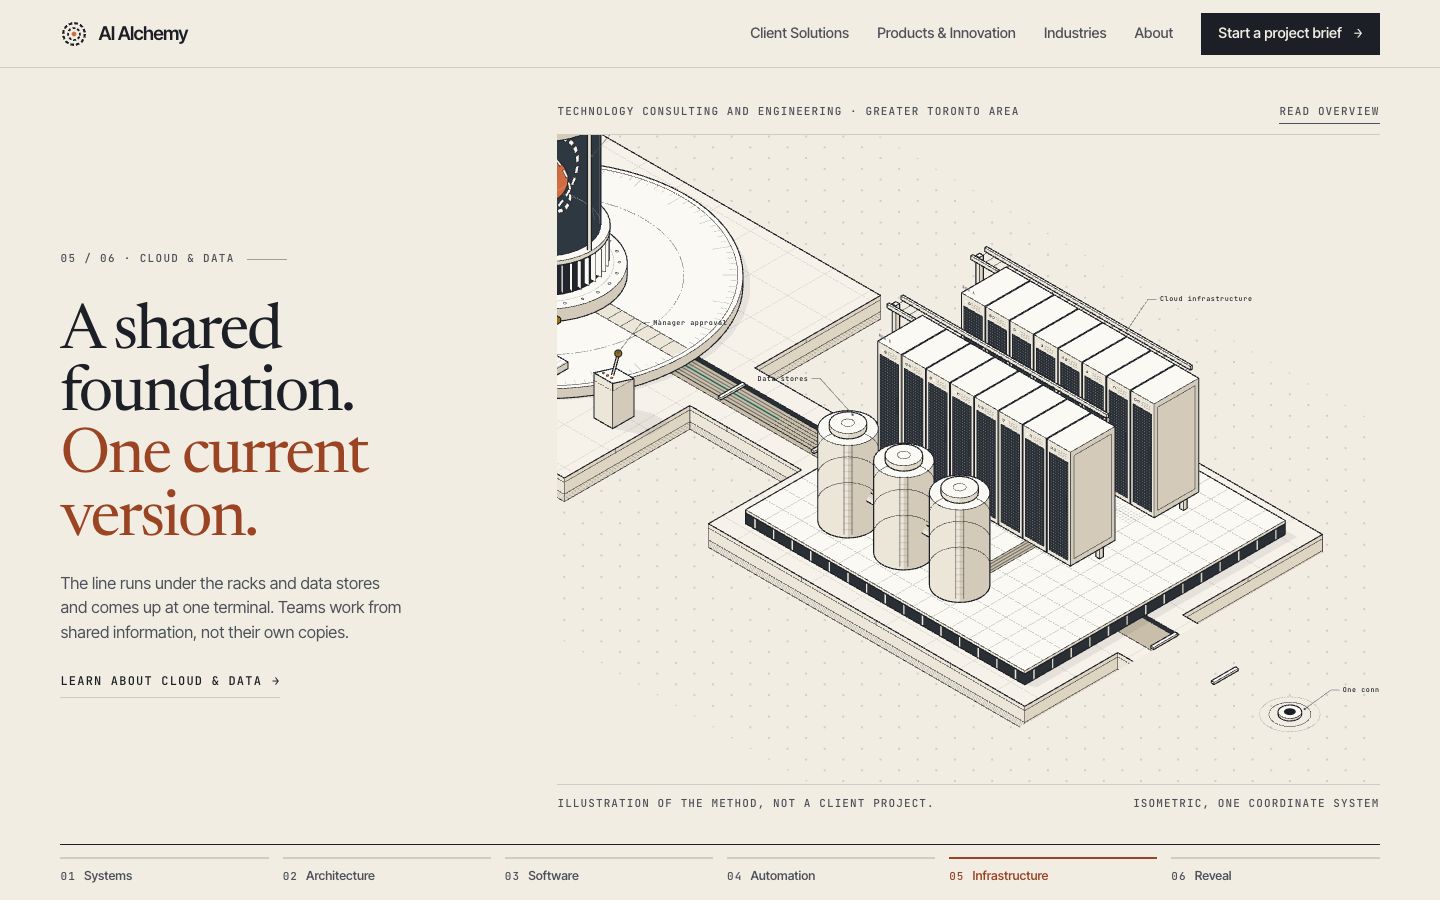 AI Alchemy
Client Solutions
Products & Innovation
Industries
About
Start a project brief →
TECHNOLOGY CONSULTING AND ENGINEERING · GREATER TORONTO AREA
READ OVERVIEW
05 / 06 · CLOUD & DATA
A shared
foundation.
One current
version.
The line runs under the racks and data stores
and comes up at one terminal. Teams work from
shared information, not their own copies.
LEARN ABOUT CLOUD & DATA →
Cloud infrastructure
Manager approval
Data stores
One conn
ILLUSTRATION OF THE METHOD, NOT A CLIENT PROJECT.
ISOMETRIC, ONE COORDINATE SYSTEM
01 Systems
02 Architecture
03 Software
04 Automation
05 Infrastructure
06 Reveal